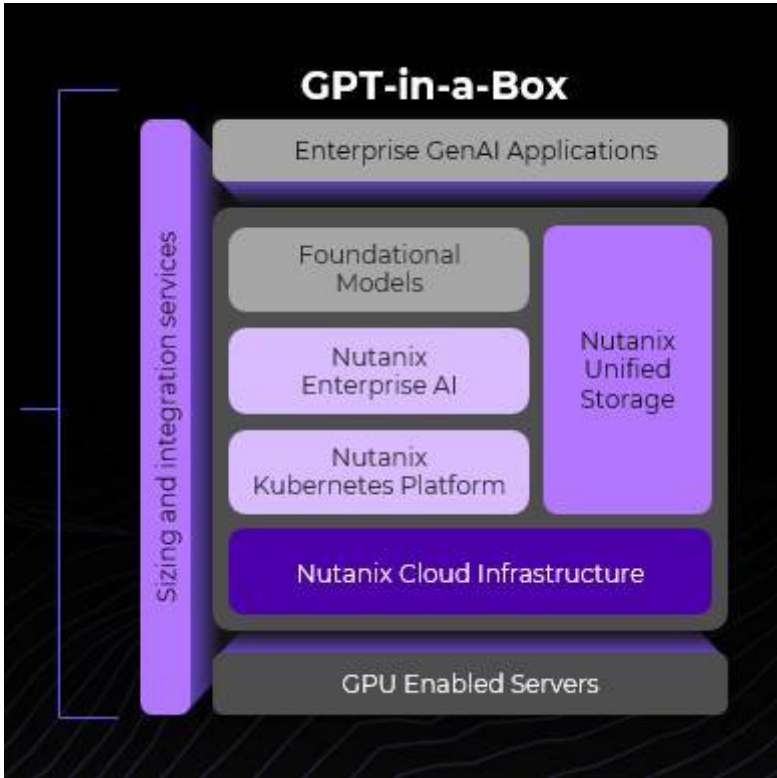 GPT-in-a-Box
Enterprise GenAI Applications
Sizing and integration services
Foundational
Models
Nutanix
Enterprise AI
Nutanix
Kubernetes Platform
Nutanix
Unified
Storage
Nutanix Cloud Infrastructure
GPU Enabled Servers